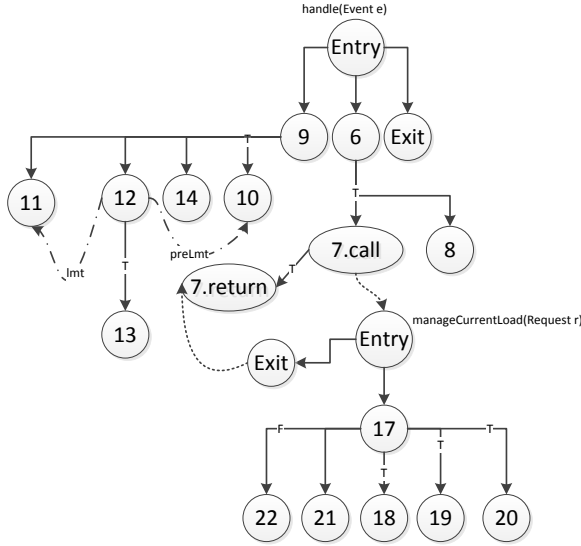 handle(Event e)
Entry
9
6
Exit
T
11
12
14
10
T
lmt
preLmt
T
7.call
8
7.return
T
13
Entry
manageCurrentLoad(Request r)
Exit
17
F
T
T
T
22
21
18
19
20